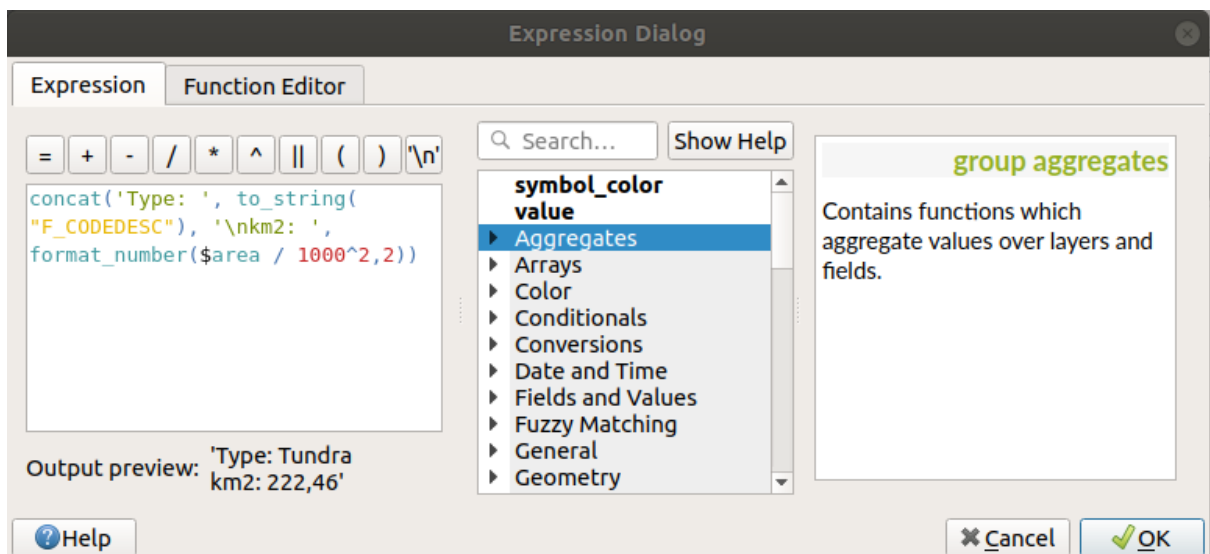 Expression Dialog
Expression
Function Editor
= + - / * ^ || ( ) '\n'
concat('Type: ', to_string(
"F_CODEDESC"), '\nkm2: ',
format_number($area / 1000^2,2))
Output preview: 'Type: Tundra
km2: 222,46'
Search...
Show Help
symbol_color
value
Aggregates
Arrays
Color
Conditionals
Conversions
Date and Time
Fields and Values
Fuzzy Matching
General
Geometry
group aggregates
Contains functions which
aggregate values over layers and
fields.
Help
Cancel
OK